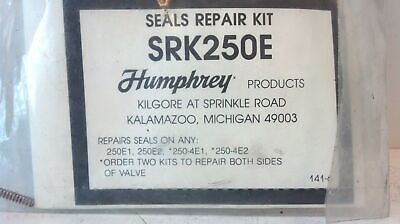 SEALS REPAIR KIT
SRK250E
Humphrey PRODUCTS
KILGORE AT SPRINKLE ROAD
KALAMAZOO, MICHIGAN 49003
REPAIRS SEALS ON ANY:
250E1, 250E2, *250-4E1, *250-4E2
*ORDER TWO KITS TO REPAIR BOTH SIDES
OF VALVE